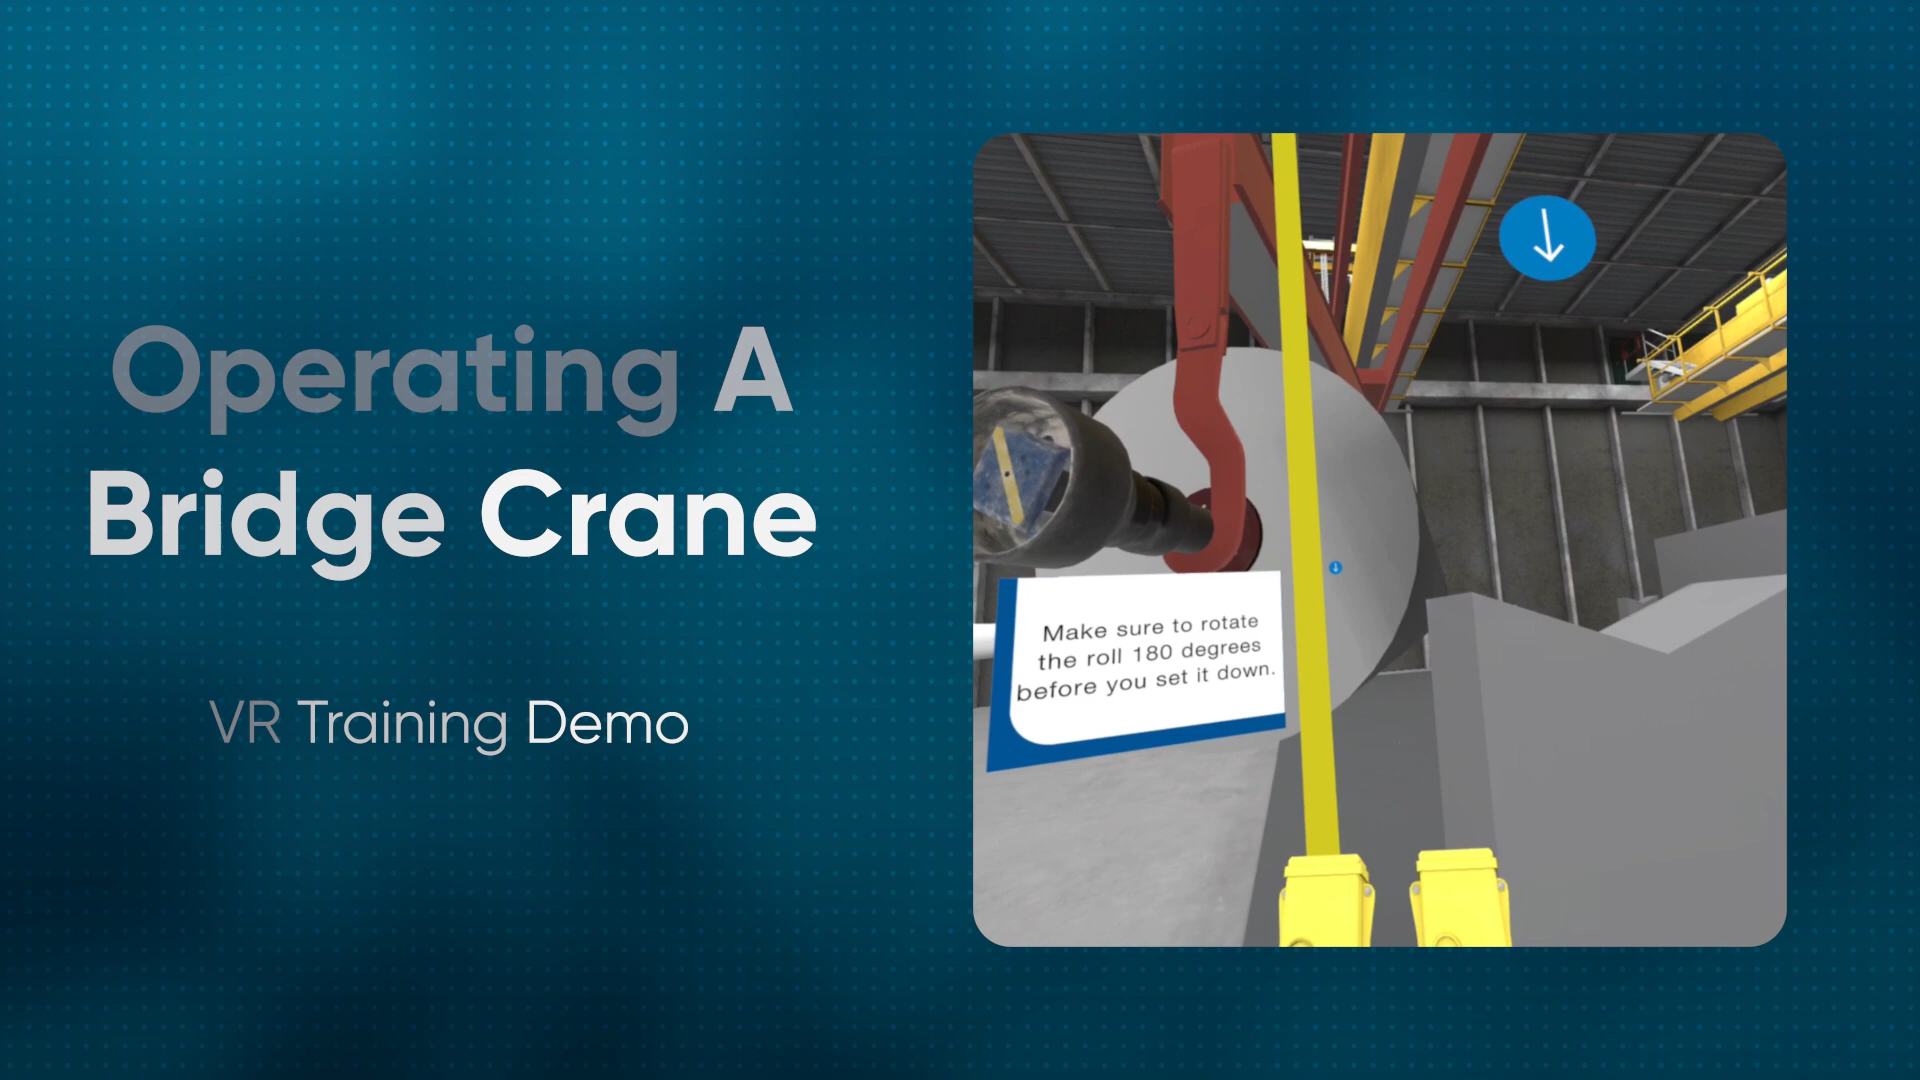 Operating A
Bridge Crane
VR Training Demo
Make sure to rotate
the roll 180 degrees
before you set it down.